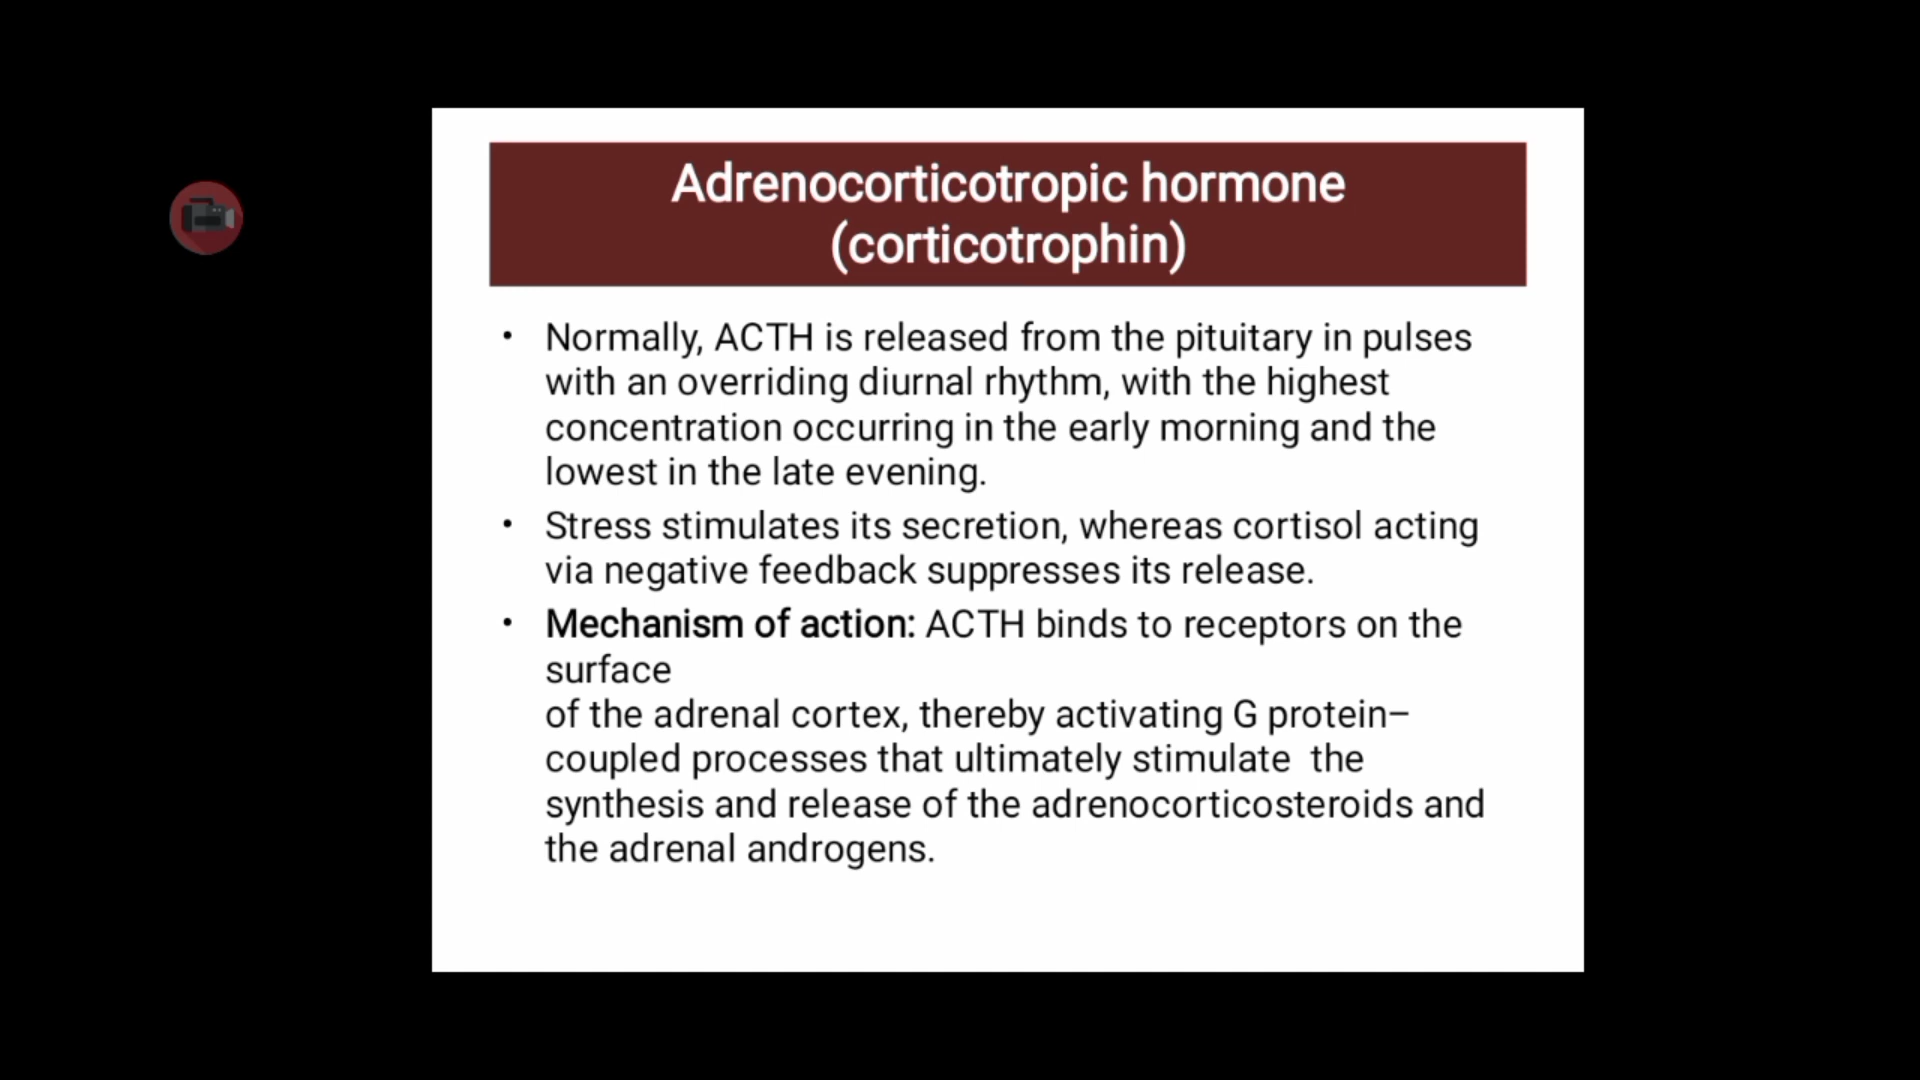 Adrenocorticotropic hormone
(corticotrophin)
• Normally, ACTH is released from the pituitary in pulses
with an overriding diurnal rhythm, with the highest
concentration occurring in the early morning and the
lowest in the late evening.
• Stress stimulates its secretion, whereas cortisol acting
via negative feedback suppresses its release.
• Mechanism of action: ACTH binds to receptors on the
surface
of the adrenal cortex, thereby activating G protein–
coupled processes that ultimately stimulate  the
synthesis and release of the adrenocorticosteroids and
the adrenal androgens.